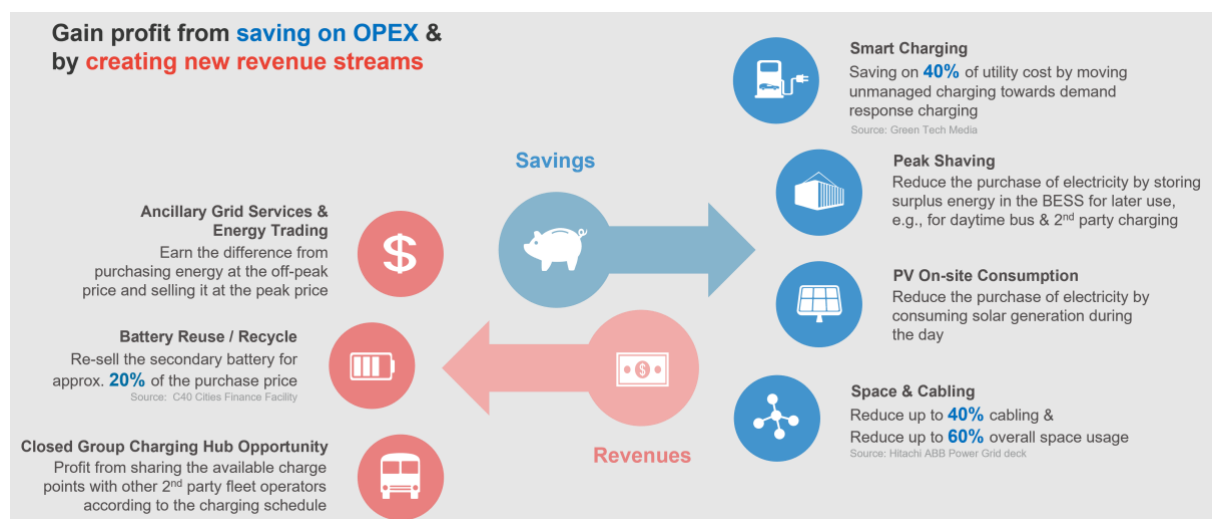 Gain profit from saving on OPEX &
by creating new revenue streams
Savings
Ancillary Grid Services &
Energy Trading
Earn the difference from
purchasing energy at the off-peak
price and selling it at the peak price
Battery Reuse / Recycle
Re-sell the secondary battery for
approx. 20% of the purchase price
Source: C40 Cities Finance Facility
Closed Group Charging Hub Opportunity
Profit from sharing the available charge
points with other 2nd party fleet operators
according to the charging schedule
$
$
Revenues
Smart Charging
Saving on 40% of utility cost by moving
unmanaged charging towards demand
response charging
Source: Green Tech Media
Peak Shaving
Reduce the purchase of electricity by storing
surplus energy in the BESS for later use,
e.g., for daytime bus & 2nd party charging
PV On-site Consumption
Reduce the purchase of electricity by
consuming solar generation during
the day
Space & Cabling
Reduce up to 40% cabling &
Reduce up to 60% overall space usage
Source: Hitachi ABB Power Grid deck